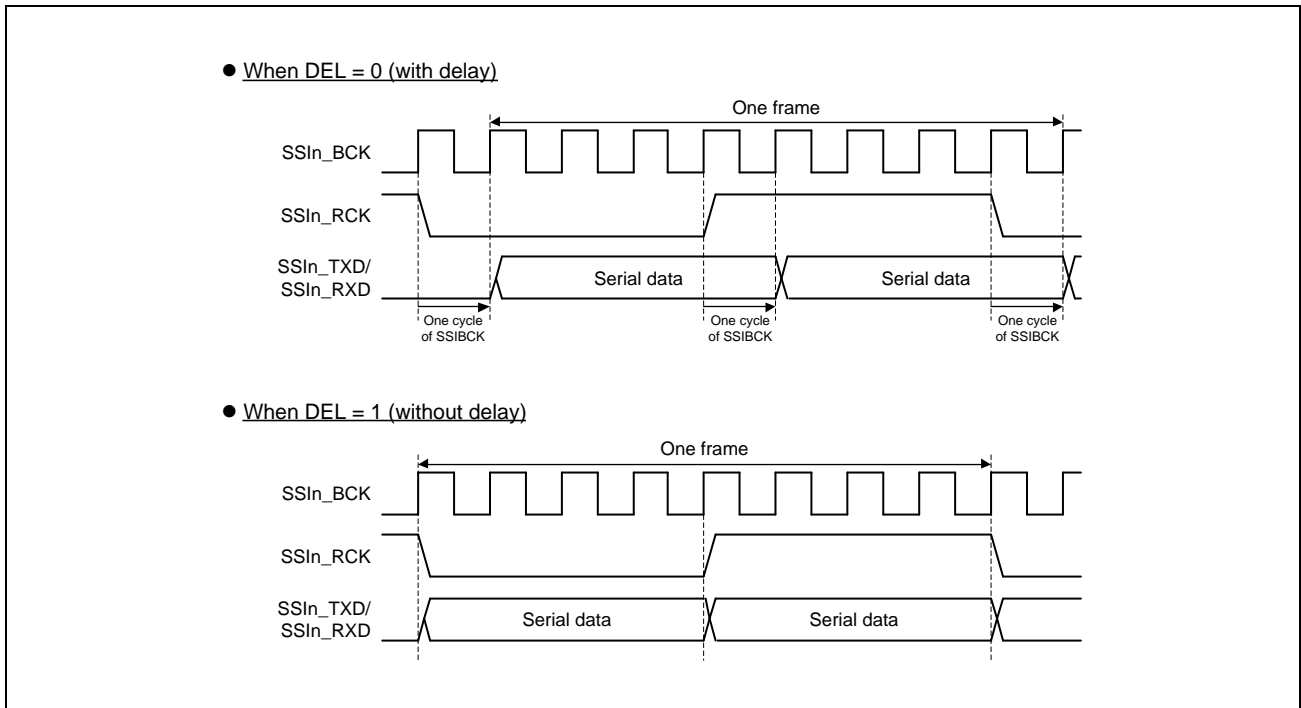 ● When DEL = 0 (with delay)
One frame
SSIn_BCK
SSIn_RCK
SSIn_TXD/
SSIn_RXD
Serial data
Serial data
One cycle
of SSIBCK
One cycle
of SSIBCK
One cycle
of SSIBCK
● When DEL = 1 (without delay)
One frame
SSIn_BCK
SSIn_RCK
SSIn_TXD/
SSIn_RXD
Serial data
Serial data